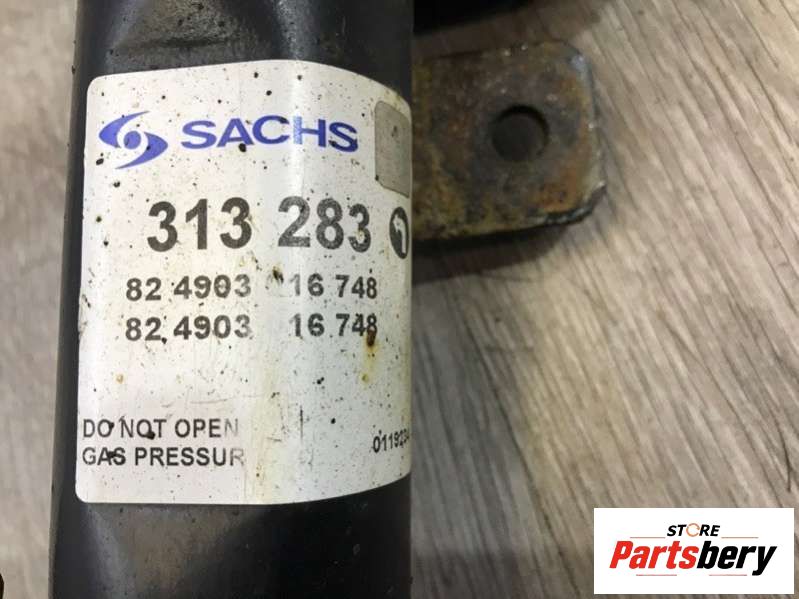 SACHS
313 283
82 4903 16 748
82 4903 16 748
DO NOT OPEN
GAS PRESSUR
STORE
Partsbery